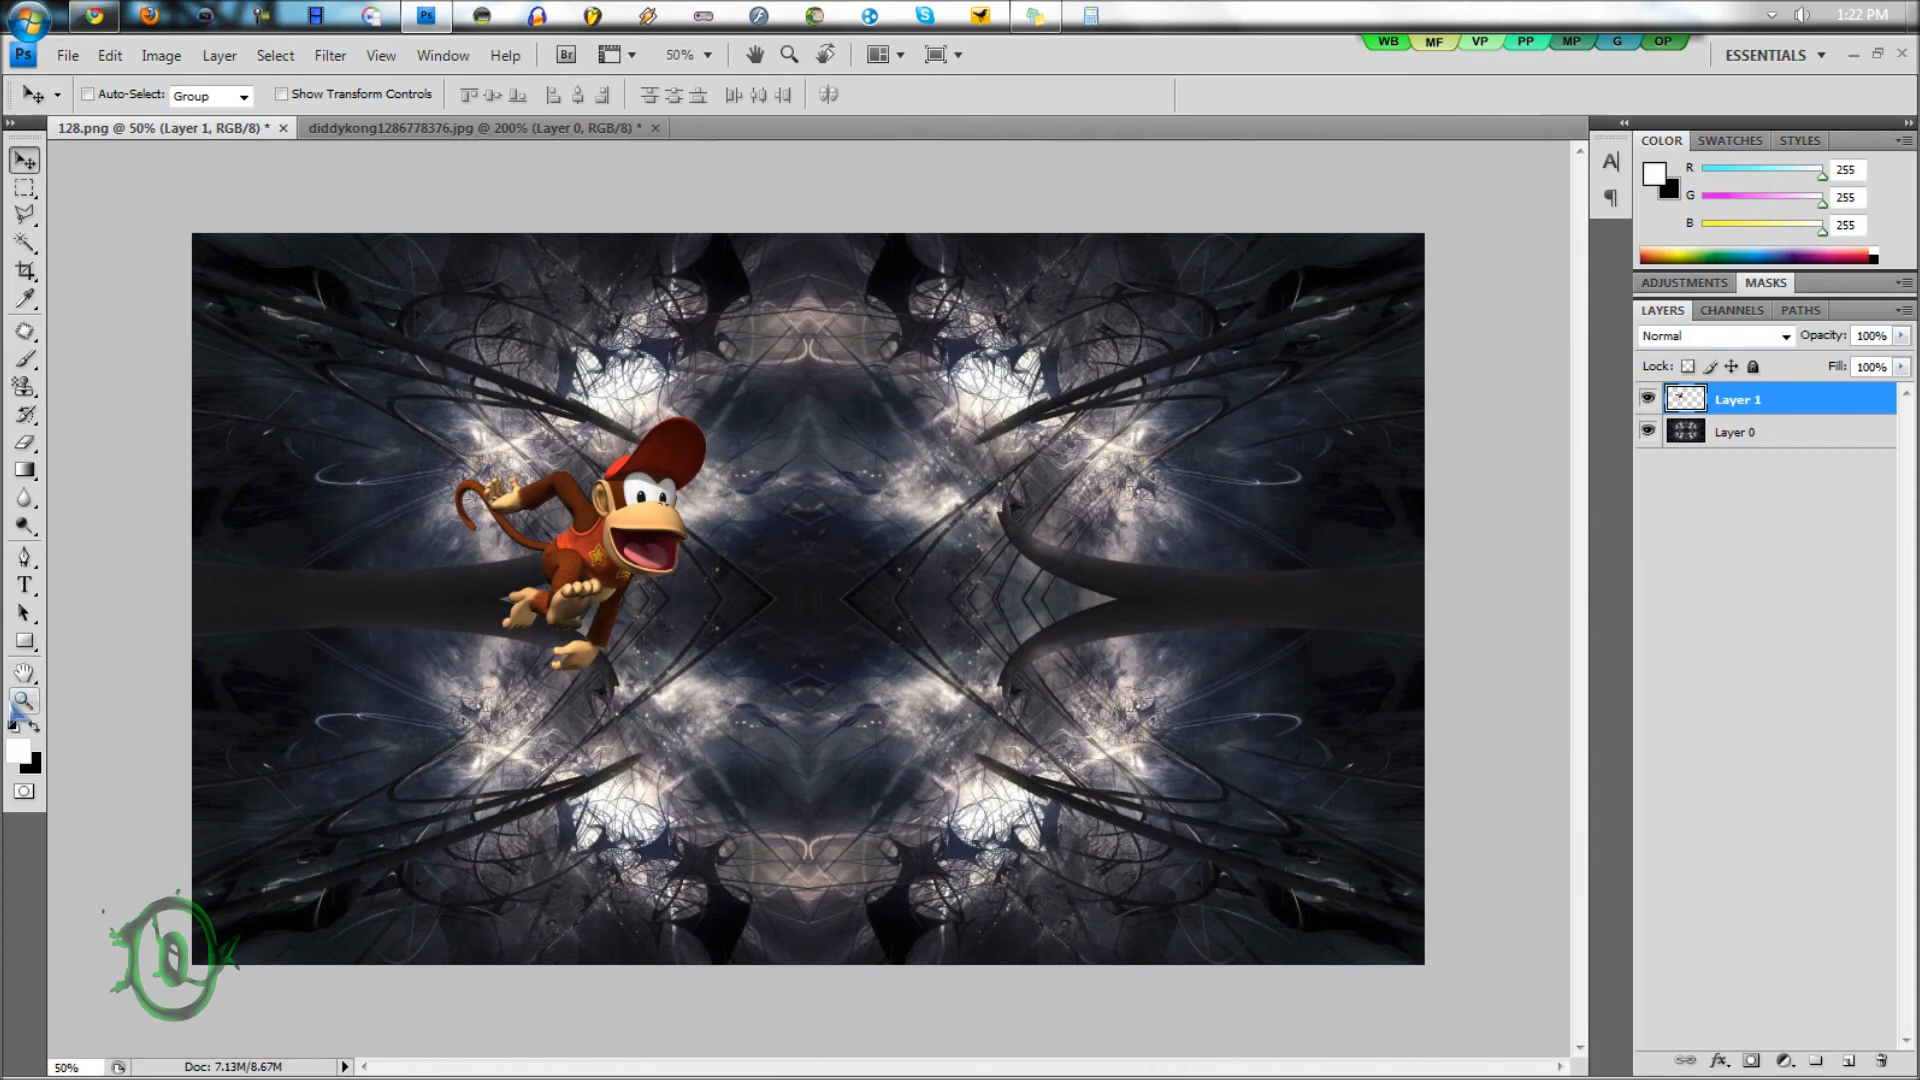 1:22 PM
Ps
File Edit Image Layer Select Filter View Window Help Br 50% WB MF VP PP MP G OP ESSENTIALS
Auto-Select: Group Show Transform Controls
128.png @ 50% (Layer 1, RGB/8) * diddykong1286778376.jpg @ 200% (Layer 0, RGB/8) *
COLOR SWATCHES STYLES
R 255
G 255
B 255
ADJUSTMENTS MASKS
LAYERS CHANNELS PATHS
Normal Opacity: 100%
Lock: Fill: 100%
Layer 1
Layer 0
50% Doc: 7.13M/8.67M